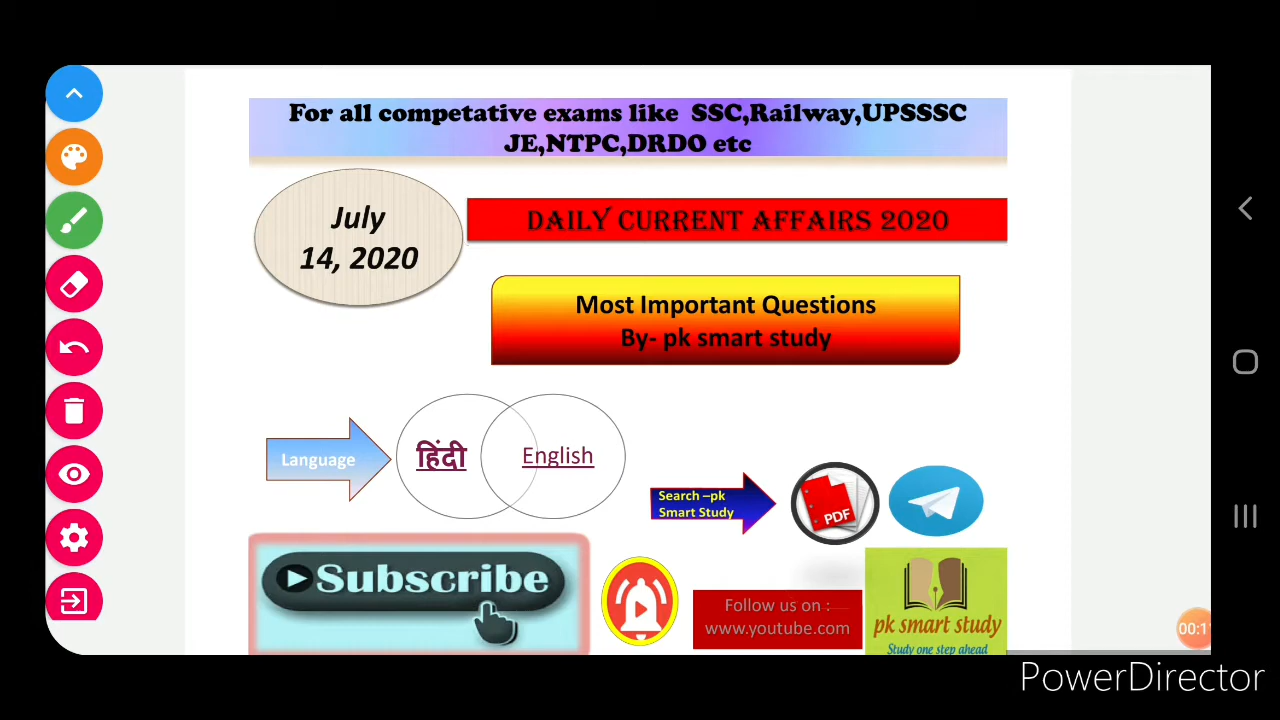 For all competative exams like SSC,Railway,UPSSSC
JE,NTPC,DRDO etc
July
14, 2020
DAILY CURRENT AFFAIRS 2020
Most Important Questions
By- pk smart study
Language
हिंदी
English
Search –pk
Smart Study
PDF
Subscribe
Follow us on :
www.youtube.com
pk smart study
Study one step ahead
00:11
PowerDirector